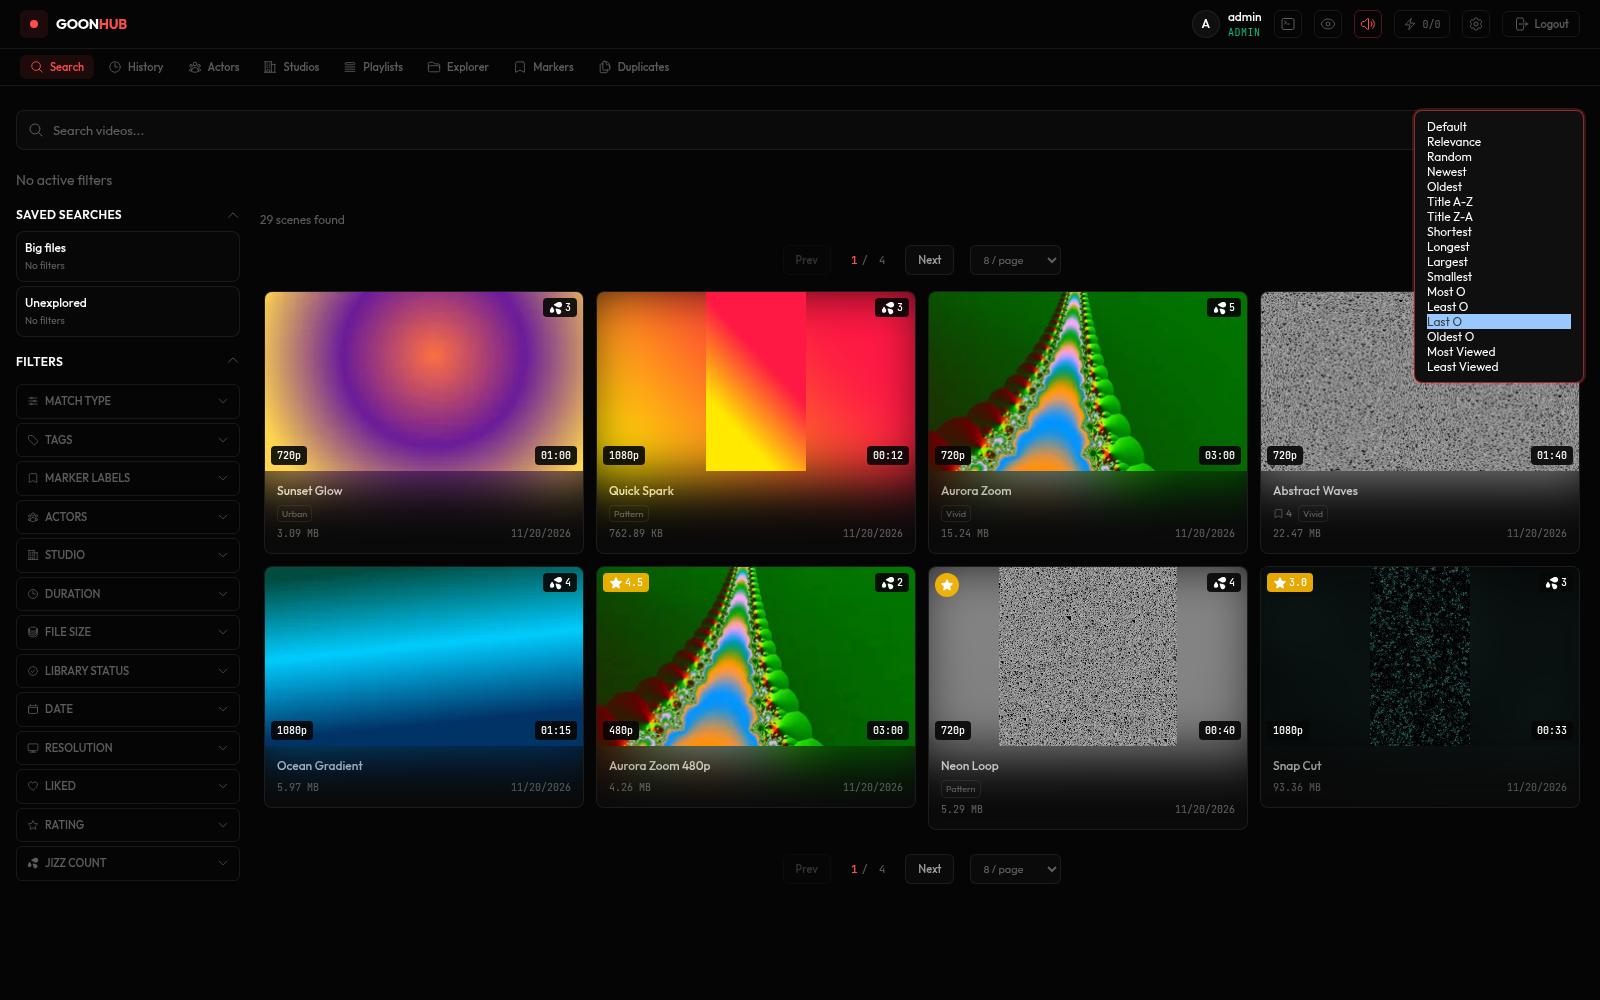 GOONHUB
A
admin
ADMIN
0/0
Logout
Search
History
Actors
Studios
Playlists
Explorer
Markers
Duplicates
Search videos...
Default
Relevance
Random
Newest
Oldest
Title A-Z
Title Z-A
Shortest
Longest
Largest
Smallest
Most O
Least O
Last O
Oldest O
Most Viewed
Least Viewed
No active filters
SAVED SEARCHES
Big files
No filters
Unexplored
No filters
FILTERS
MATCH TYPE
TAGS
MARKER LABELS
ACTORS
STUDIO
DURATION
FILE SIZE
LIBRARY STATUS
DATE
RESOLUTION
LIKED
RATING
JIZZ COUNT
29 scenes found
Prev
1 / 4
Next
8 / page
3
720p
01:00
Sunset Glow
Urban
3.09 MB
11/20/2026
3
1080p
00:12
Quick Spark
Pattern
762.89 KB
11/20/2026
5
720p
03:00
Aurora Zoom
Vivid
15.24 MB
11/20/2026
720p
01:40
Abstract Waves
4
Vivid
22.47 MB
11/20/2026
4
1080p
01:15
Ocean Gradient
5.97 MB
11/20/2026
4.5
2
480p
03:00
Aurora Zoom 480p
4.26 MB
11/20/2026
4
720p
00:40
Neon Loop
Pattern
5.29 MB
11/20/2026
3.0
3
1080p
00:33
Snap Cut
93.36 MB
11/20/2026
Prev
1 / 4
Next
8 / page